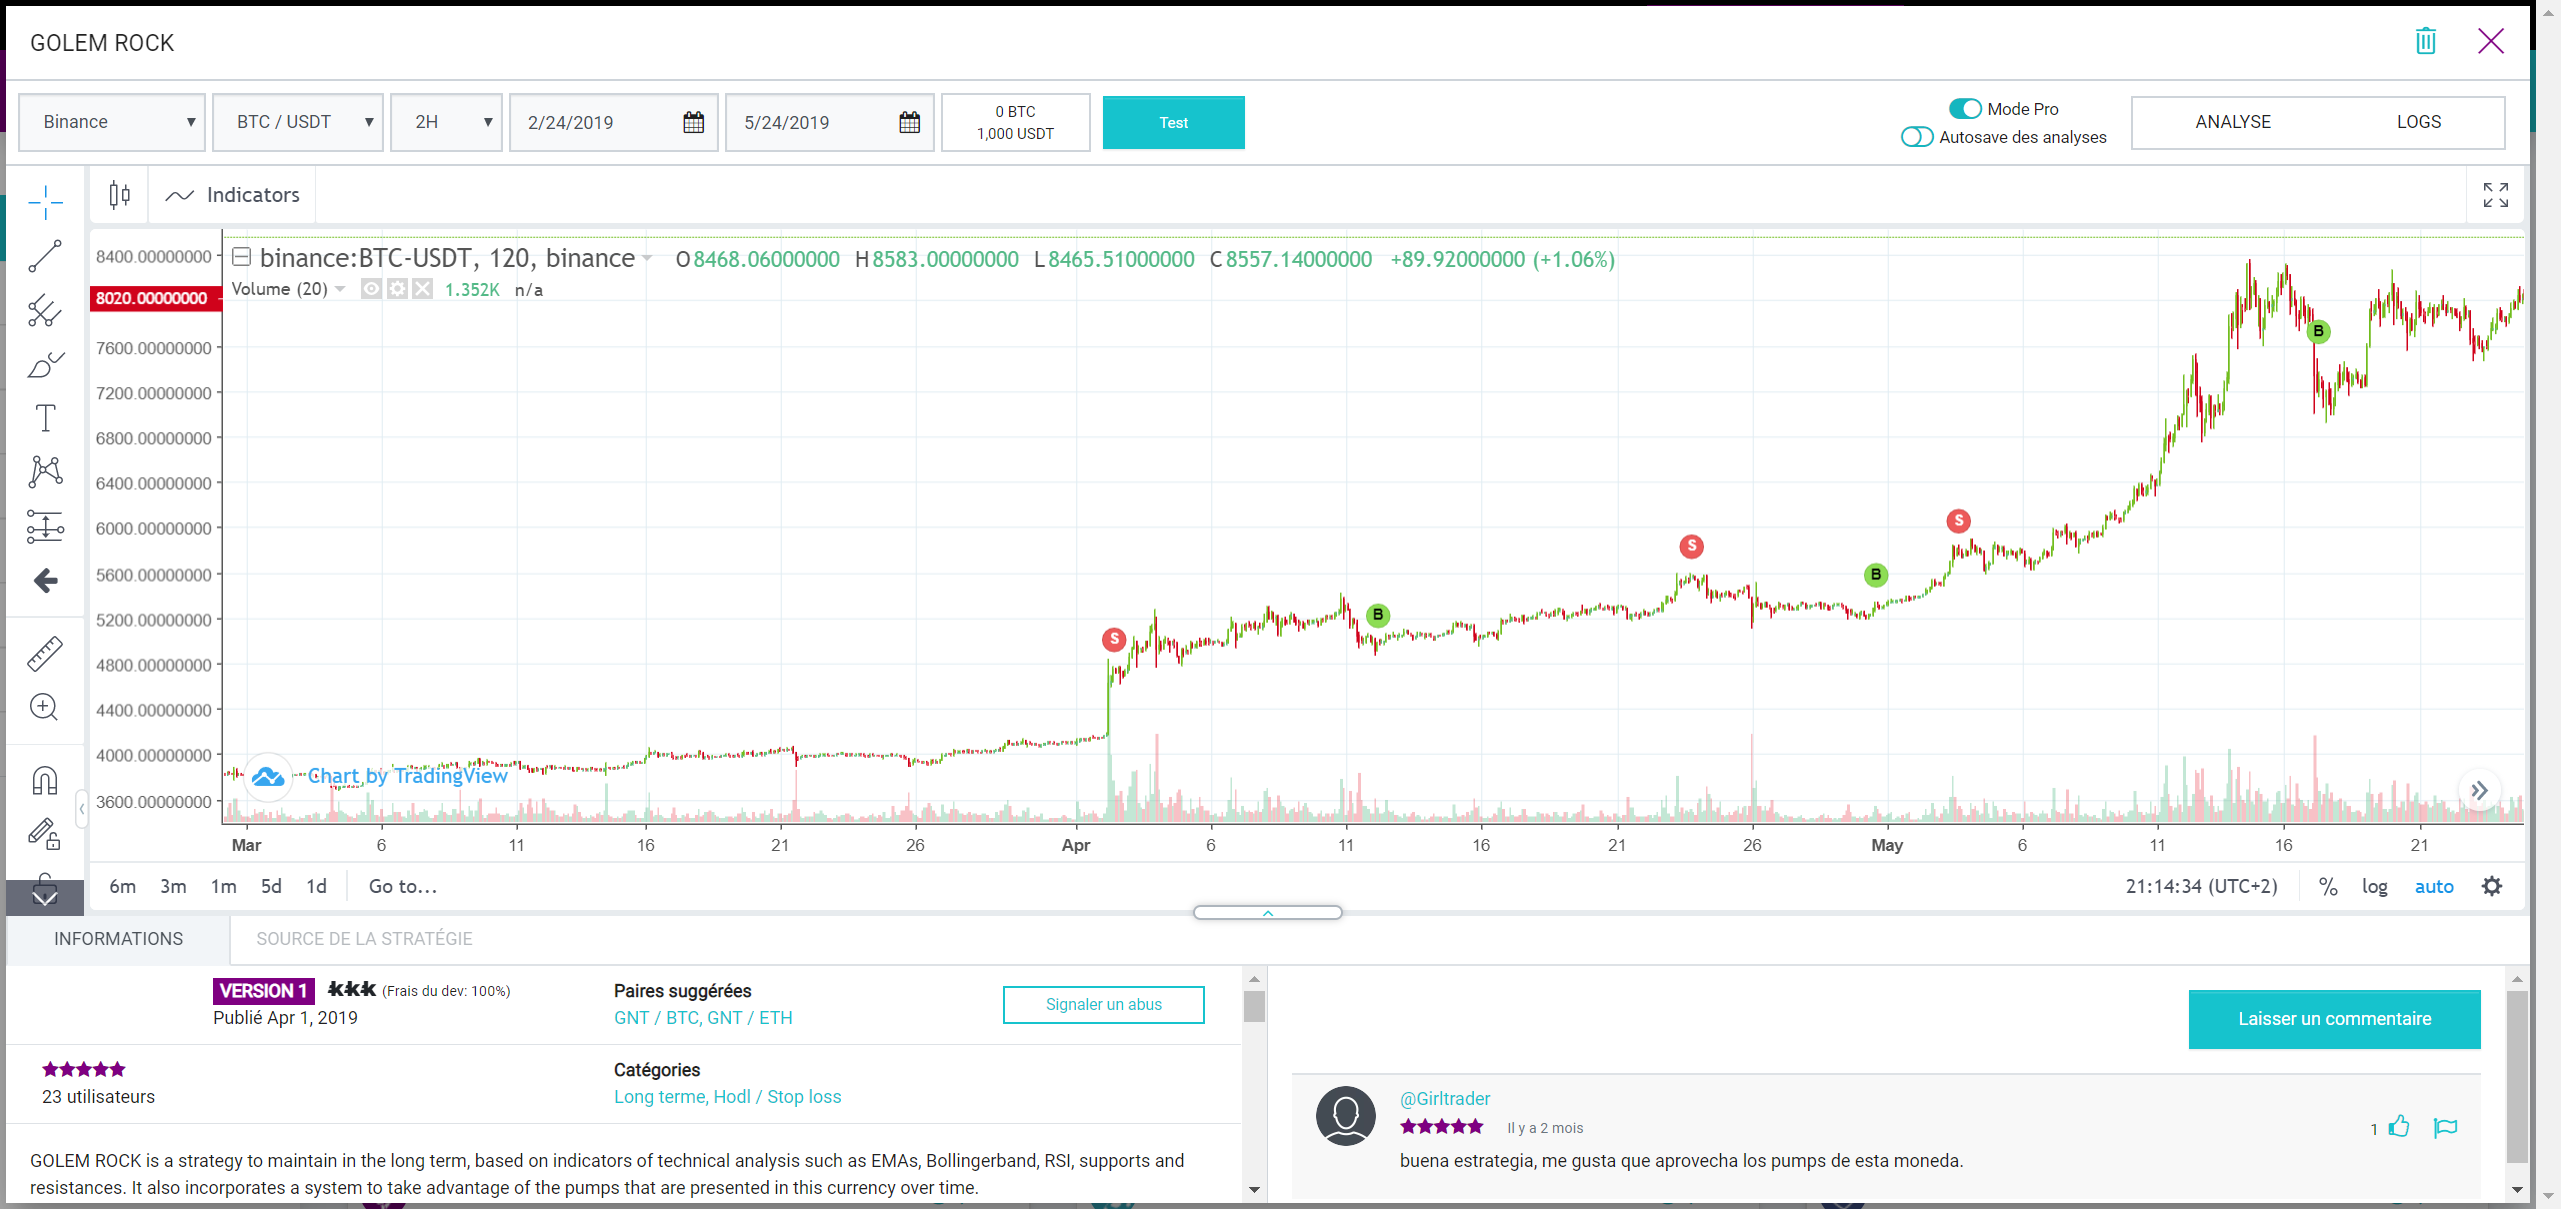 GOLEM ROCK
Binance ▼ BTC / USDT ▼ 2H ▼ 2/24/2019 5/24/2019
0 BTC
1,000 USDT
Test
Mode Pro
Autosave des analyses
ANALYSE LOGS
Indicators
binance:BTC-USDT, 120, binance O8468.06000000 H8583.00000000 L8465.51000000 C8557.14000000 +89.92000000 (+1.06%)
Volume (20) 1.352K n/a
8400.00000000
8020.00000000
7600.00000000
7200.00000000
6800.00000000
6400.00000000
6000.00000000
5600.00000000
5200.00000000
4800.00000000
4400.00000000
4000.00000000
3600.00000000
S
B
S
B
S
B
Chart by TradingView
Mar 6 11 16 21 26 Apr 6 11 16 21 26 May 6 11 16 21
6m 3m 1m 5d 1d Go to... 21:14:34 (UTC+2) % log auto
INFORMATIONS SOURCE DE LA STRATÉGIE
VERSION 1 kkk (Frais du dev: 100%)
Publié Apr 1, 2019
Paires suggérées
GNT / BTC, GNT / ETH
Signaler un abus
23 utilisateurs
Catégories
Long terme, Hodl / Stop loss
GOLEM ROCK is a strategy to maintain in the long term, based on indicators of technical analysis such as EMAs, Bollingerband, RSI, supports and
resistances. It also incorporates a system to take advantage of the pumps that are presented in this currency over time.
Laisser un commentaire
@Girltrader
Il y a 2 mois
1
buena estrategia, me gusta que aprovecha los pumps de esta moneda.